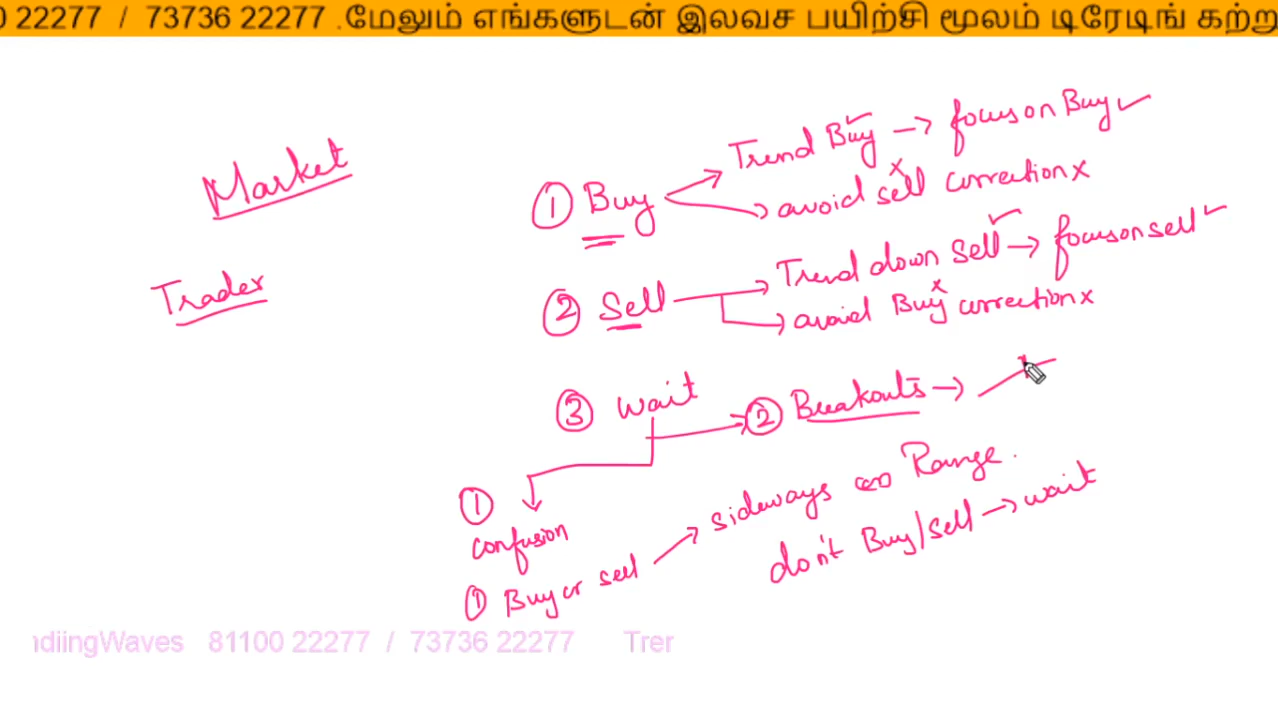 0 22277 / 73736 22277 .மேலும் எங்களுடன் இலவச பயிற்சி மூலம் டிரேடிங் கற்று
Market
Trader
① Buy
Trend Buy ✓ → focus on Buy ✓
→ avoid sell x correction x
② Sell
→ Trend down sell ✓ → focus on sell ✓
→ avoid Buy x correction x
③ wait
② Breakouts →
①
confusion
① Buy or sell → sideways or Range.
don't Buy/sell → wait
ndiingWaves 81100 22277 / 73736 22277 Trer